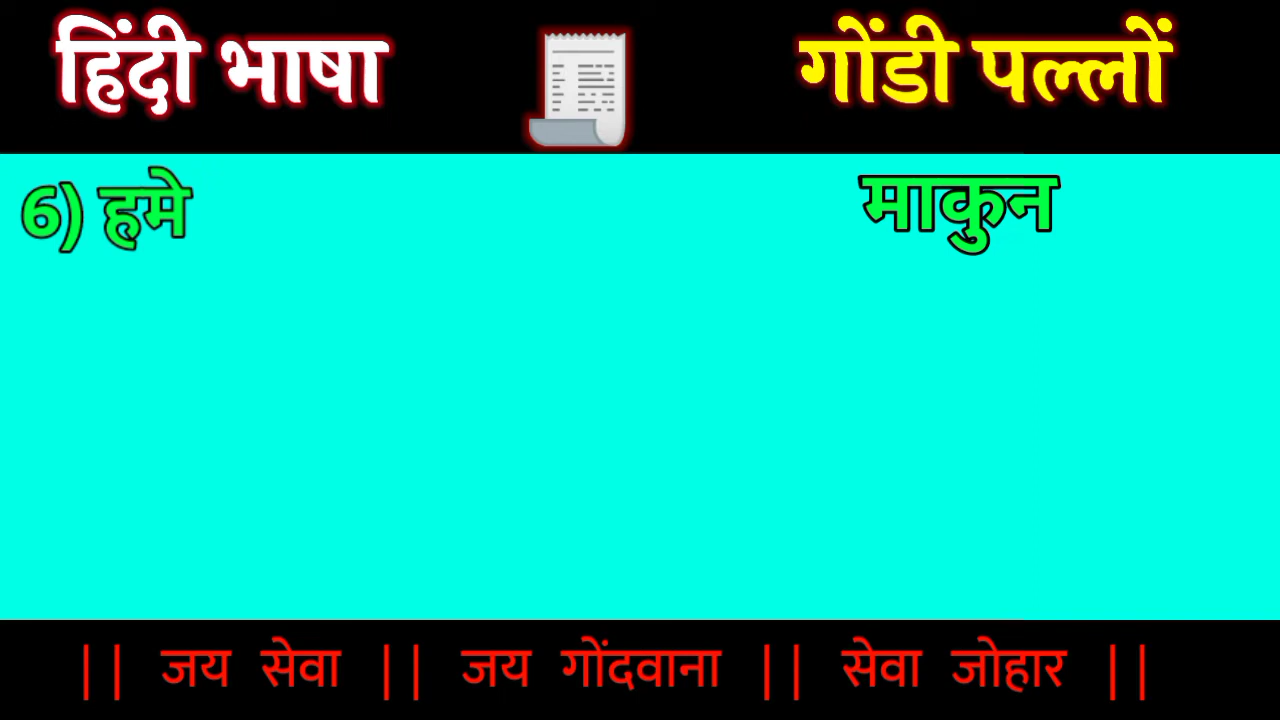 हिंदी भाषा गोंडी पल्लों
6) हमे माकुन
|| जय सेवा || जय गोंदवाना || सेवा जोहार ||